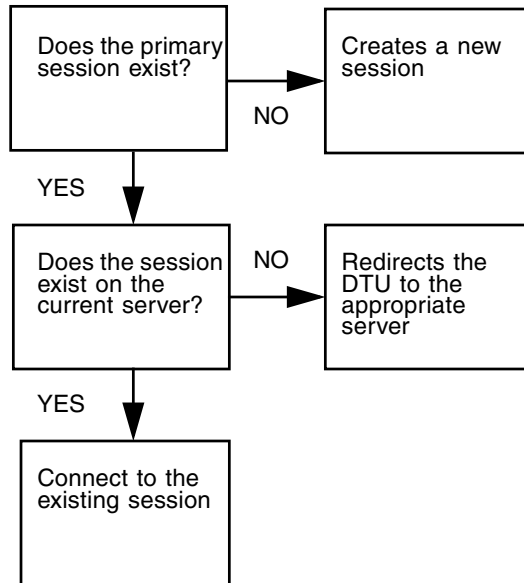 Does the primary
session exist?
Creates a new
session
NO
YES
Does the session
exist on the
current server?
NO
Redirects the
DTU to the
appropriate
server
YES
Connect to the
existing session